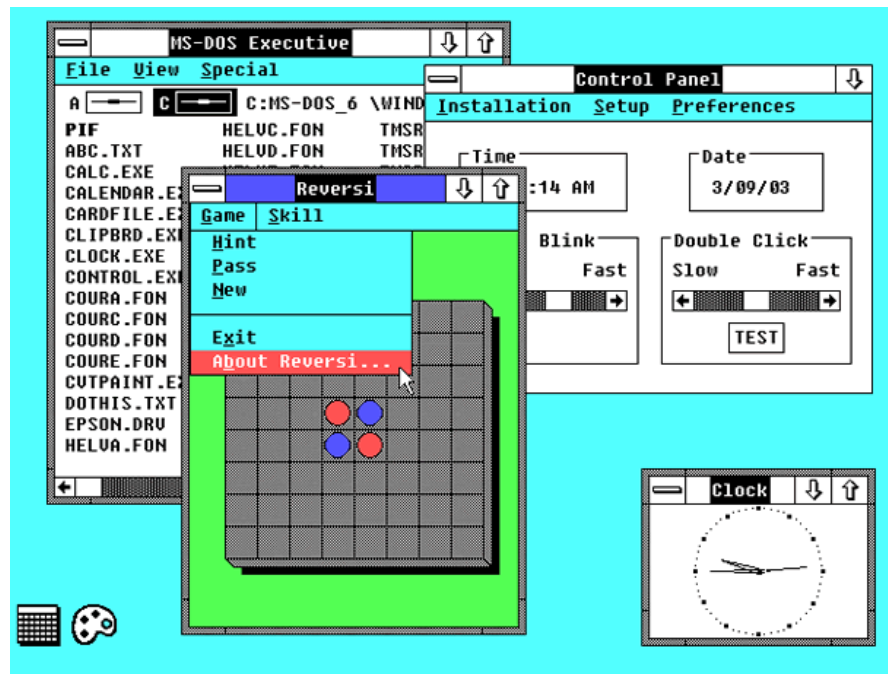 MS-DOS Executive
File View Special
A C C:MS-DOS_6 \WIND
PIF HELVC.FON TMSR
ABC.TXT HELVD.FON TMSR
CALC.EXE
CALENDAR.EX
CARDFILE.E
CLIPBRD.EX
CLOCK.EXE
CONTROL.EX
COURA.FON
COURC.FON
COURD.FON
COURE.FON
CVTPAINT.E
DOTHIS.TXT
EPSON.DRV
HELVA.FON
Control Panel
Installation Setup Preferences
Time
:14 AM
Date
3/09/03
Blink
Fast
Double Click
Slow Fast
TEST
Reversi
Game Skill
Hint
Pass
New
Exit
About Reversi...
Clock